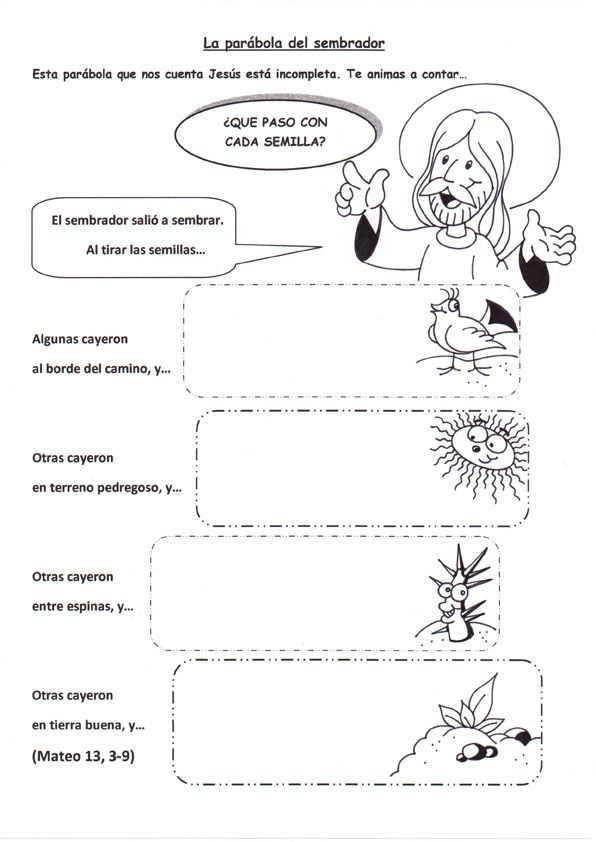 La parábola del sembrador
Esta parábola que nos cuenta Jesús está incompleta. Te animas a contar…
¿QUE PASO CON
CADA SEMILLA?
El sembrador salió a sembrar.
Al tirar las semillas…
Algunas cayeron
al borde del camino, y…
Otras cayeron
en terreno pedregoso, y…
Otras cayeron
entre espinas, y…
Otras cayeron
en tierra buena, y…
(Mateo 13, 3-9)